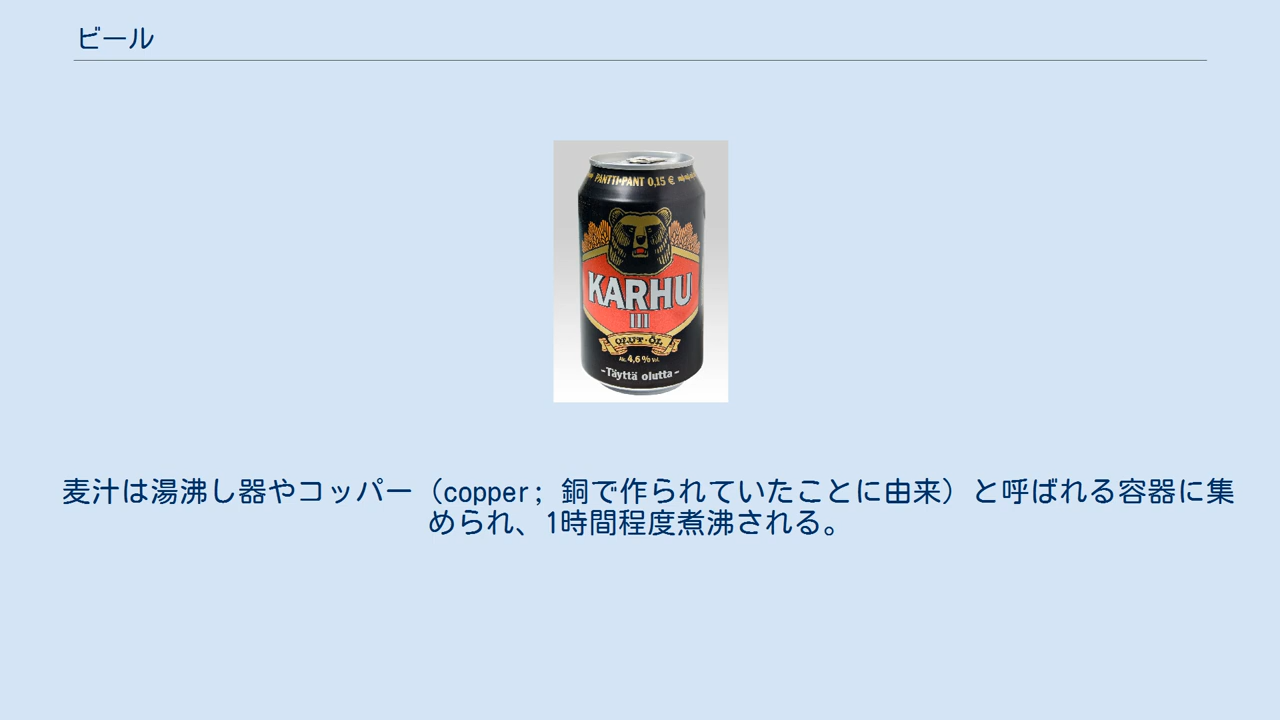 ビール
PANTTI·PANT 0,15 €
KARHU
III
OLUT·ÖL
Alc. 4,6 % Vol.
-Täyttä olutta-
麦汁は湯沸し器やコッパー（copper; 銅で作られていたことに由来）と呼ばれる容器に集
められ、1時間程度煮沸される。